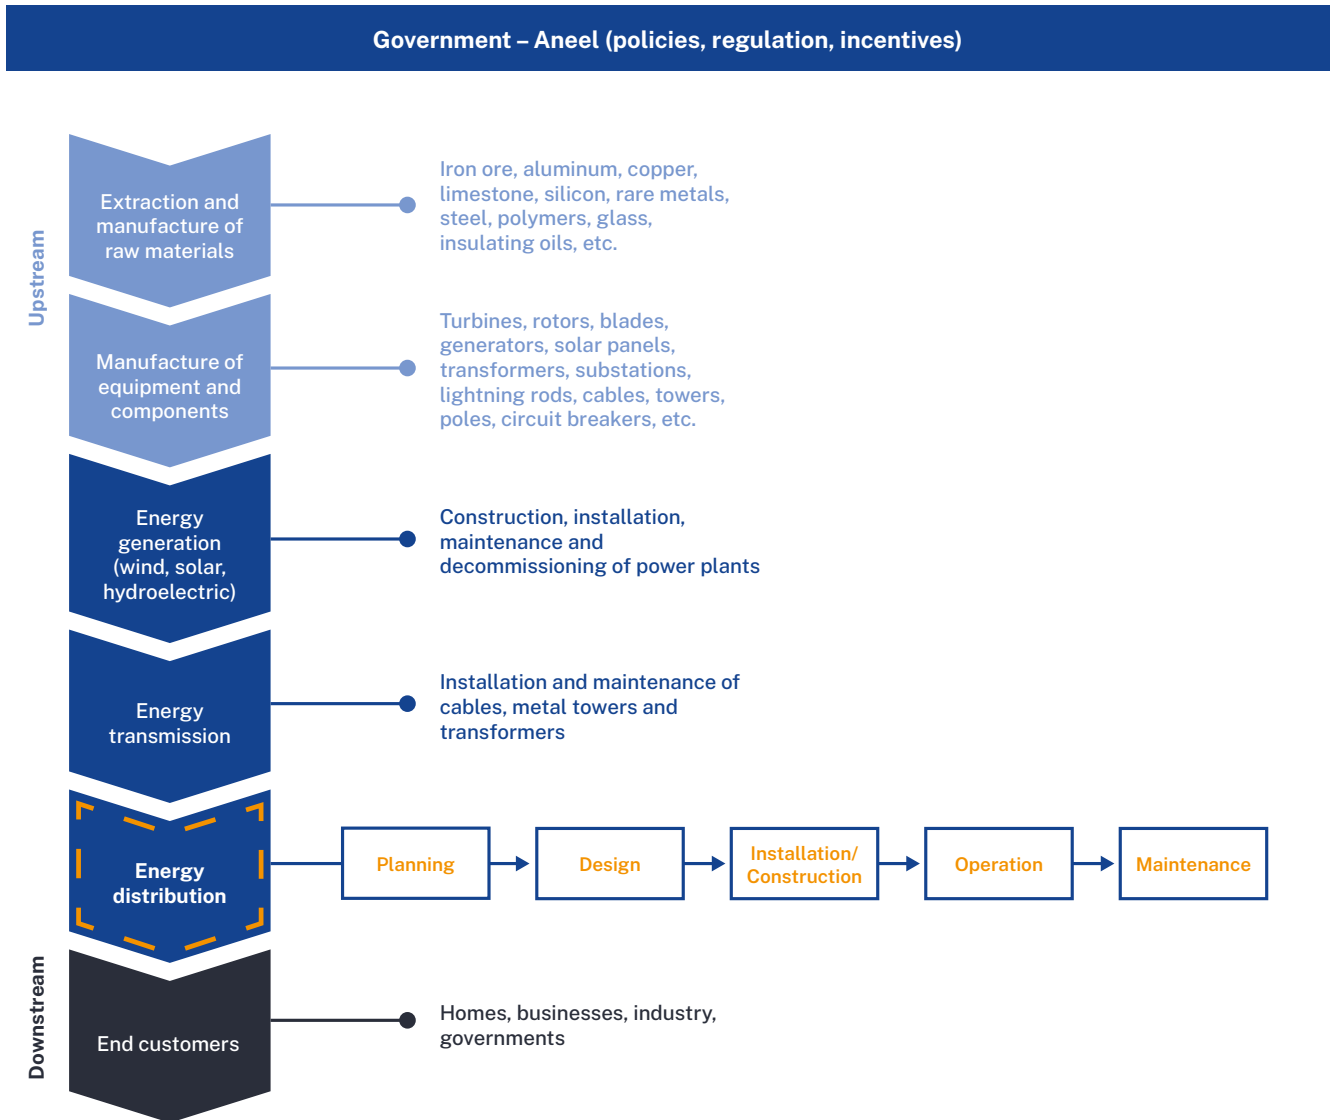 Government – Aneel (policies, regulation, incentives)
Upstream
Extraction and
manufacture of
raw materials
Iron ore, aluminum, copper,
limestone, silicon, rare metals,
steel, polymers, glass,
insulating oils, etc.
Manufacture of
equipment and
components
Turbines, rotors, blades,
generators, solar panels,
transformers, substations,
lightning rods, cables, towers,
poles, circuit breakers, etc.
Energy
generation
(wind, solar,
hydroelectric)
Construction, installation,
maintenance and
decommissioning of power plants
Energy
transmission
Installation and maintenance of
cables, metal towers and
transformers
Energy
distribution
Planning
Design
Installation/
Construction
Operation
Maintenance
Downstream
End customers
Homes, businesses, industry,
governments